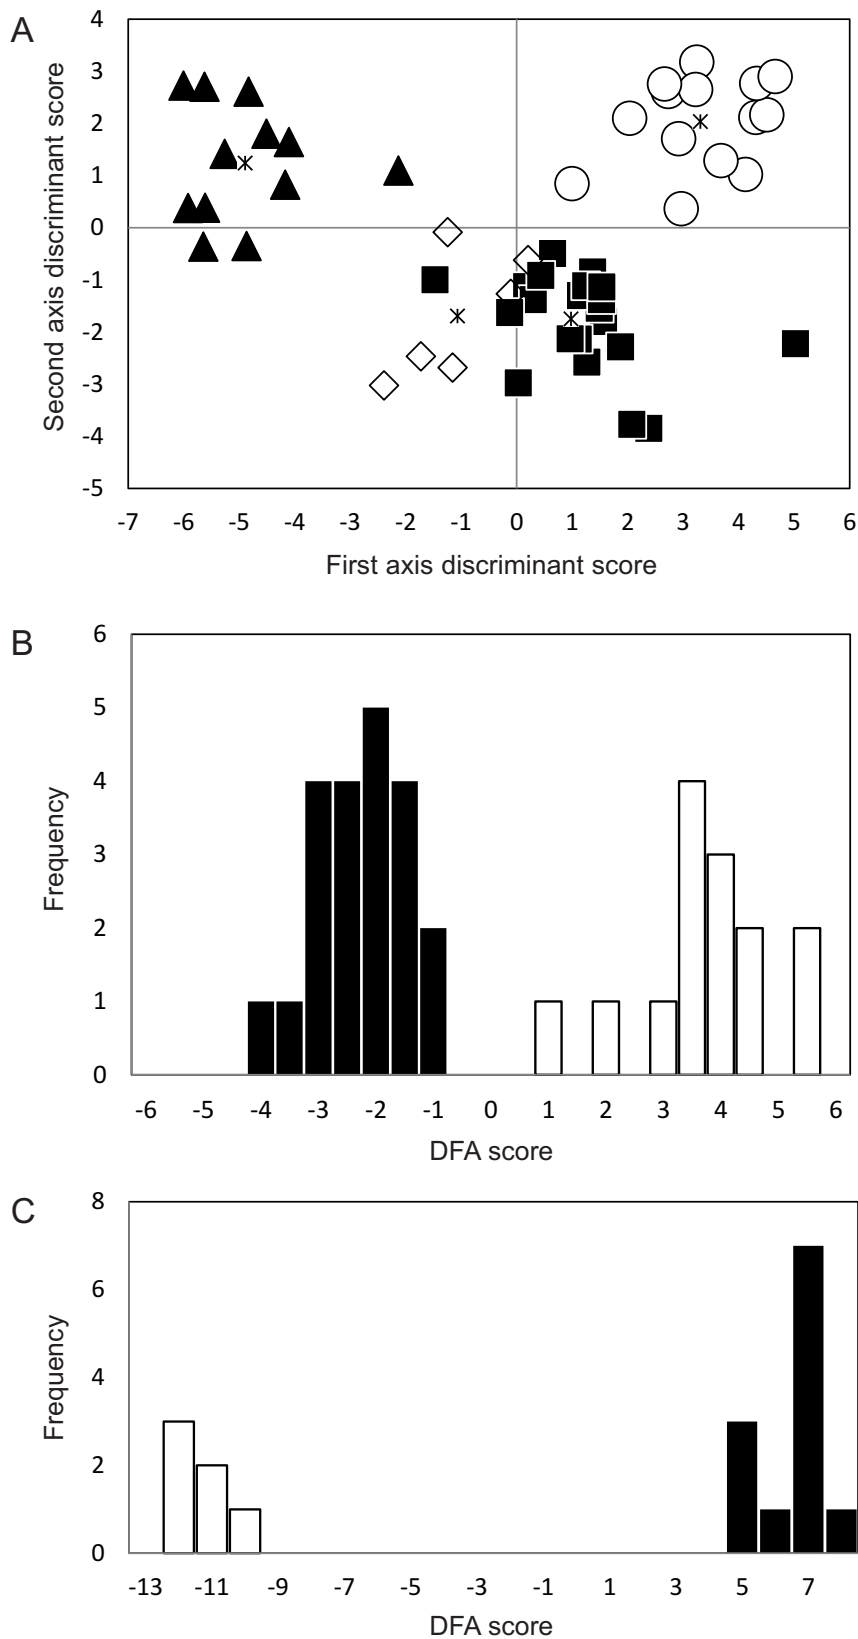 A
4
3
2
1
0
-1
-2
-3
-4
-5
Second axis discriminant score
-7 -6 -5 -4 -3 -2 -1 0 1 2 3 4 5 6
First axis discriminant score
B
6
5
4
3
2
1
0
Frequency
-6 -5 -4 -3 -2 -1 0 1 2 3 4 5 6
DFA score
C
8
6
4
2
0
Frequency
-13 -11 -9 -7 -5 -3 -1 1 3 5 7
DFA score